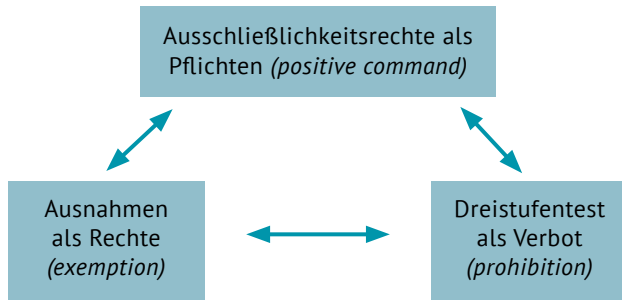 Ausschließlichkeitsrechte als
Pflichten (positive command)
Ausnahmen
als Rechte
(exemption)
Dreistufentest
als Verbot
(prohibition)